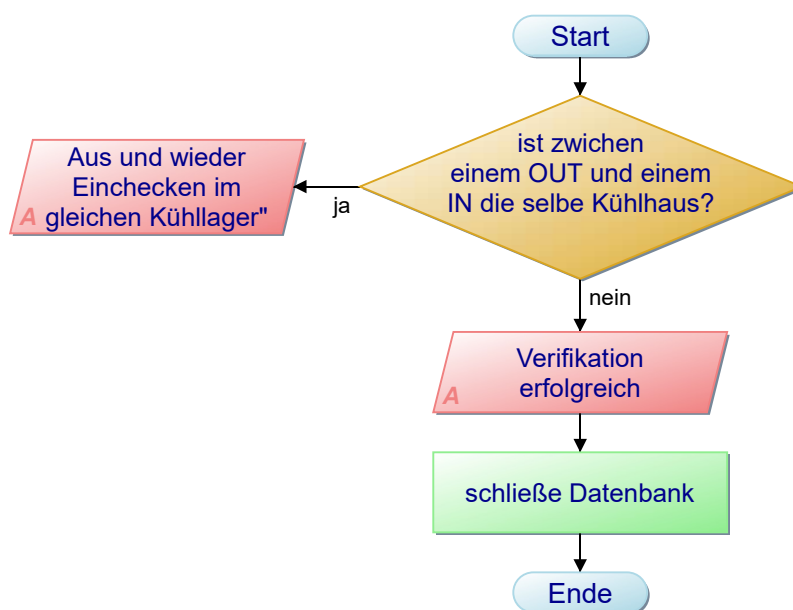 Start
ist zwichen
einem OUT und einem
IN die selbe Kühlhaus?
ja
Aus und wieder
Einchecken im
gleichen Kühllager"
A
nein
Verifikation
erfolgreich
A
schließe Datenbank
Ende